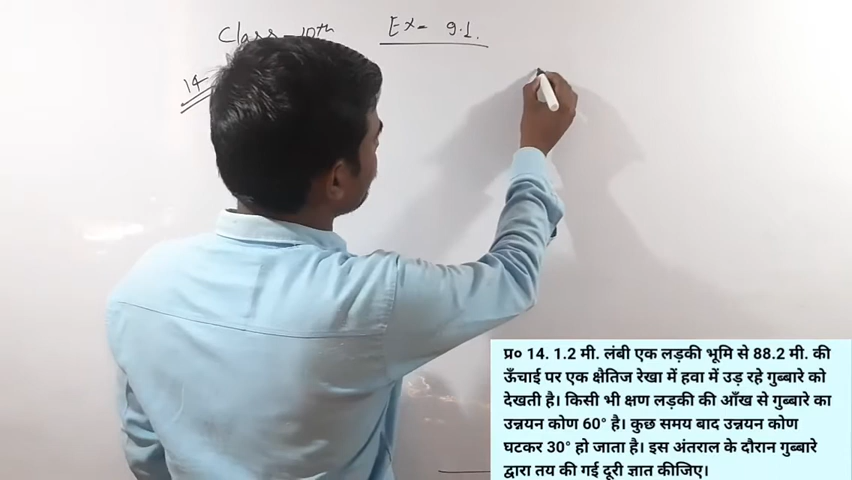 Class 10th Ex= 9.1.
14
प्र० 14. 1.2 मी. लंबी एक लड़की भूमि से 88.2 मी. की
ऊँचाई पर एक क्षैतिज रेखा में हवा में उड़ रहे गुब्बारे को
देखती है। किसी भी क्षण लड़की की आँख से गुब्बारे का
उन्नयन कोण 60° है। कुछ समय बाद उन्नयन कोण
घटकर 30° हो जाता है। इस अंतराल के दौरान गुब्बारे
द्वारा तय की गई दूरी ज्ञात कीजिए।